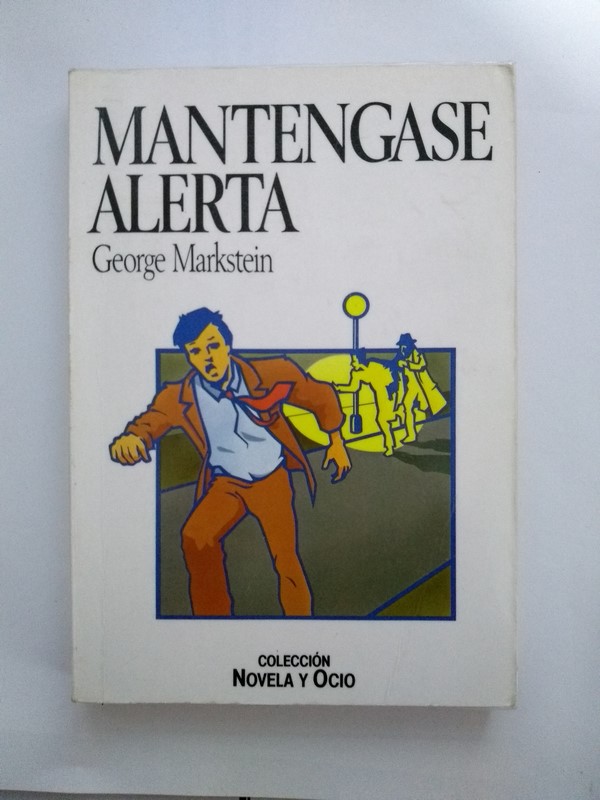 MANTENGASE
ALERTA
George Markstein
COLECCIÓN
NOVELA Y OCIO